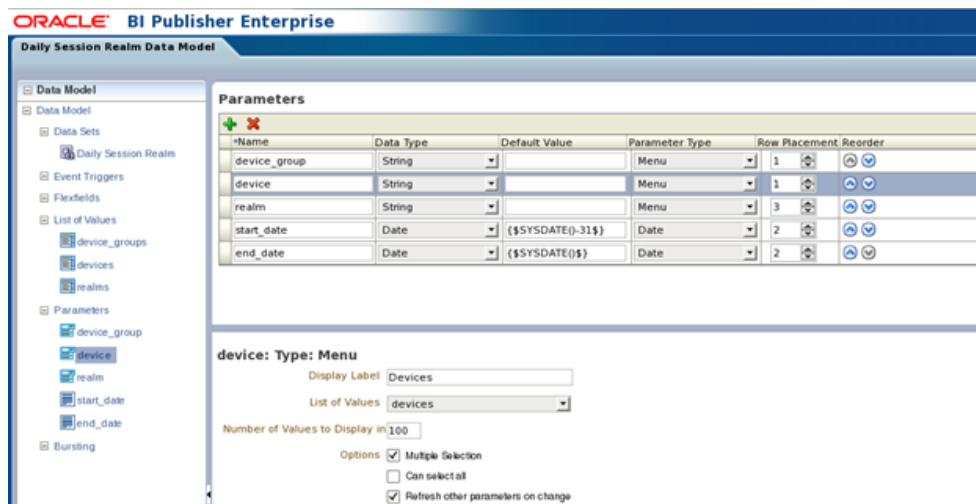 ORACLE BI Publisher Enterprise
Daily Session Realm Data Model
Data Model
Data Model
Data Sets
Daily Session Realm
Event Triggers
Flexfields
List of Values
device_groups
devices
realms
Parameters
device_group
device
realm
start_date
end_date
Bursting
Parameters
*Name Data Type Default Value Parameter Type Row Placement Reorder
device_group String Menu 1
device String Menu 1
realm String Menu 3
start_date Date {$SYSDATE()-31$} Date 2
end_date Date {$SYSDATE()$} Date 2
device: Type: Menu
Display Label Devices
List of Values devices
Number of Values to Display in 100
Options Multiple Selection
Can select all
Refresh other parameters on change